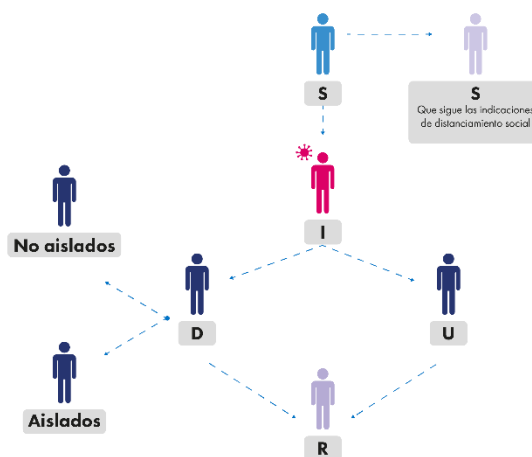 S
S
Que sigue las indicaciones
de distanciamiento social
I
No aislados
D
U
Aislados
R